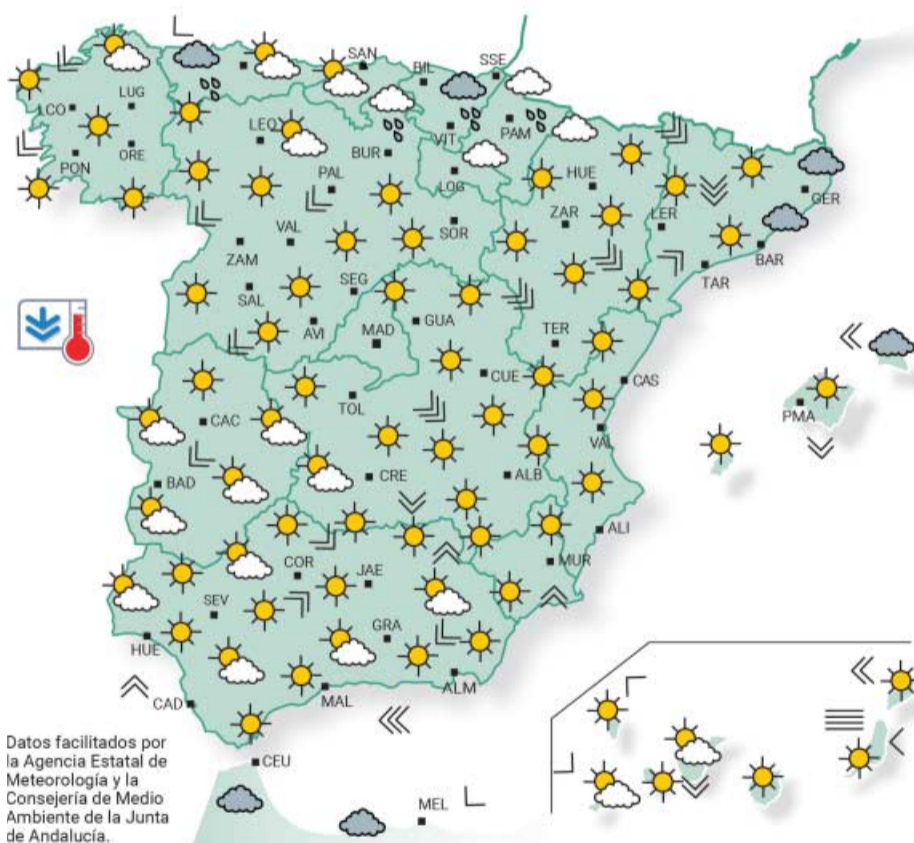 SAN
BIL
SSE
LUG
LCO
LEO
VIT
PAM
PON
ORE
BUR
PAL
LOG
HUE
GER
ZAR
LER
VAL
SOR
ZAM
BAR
TAR
SEG
SAL
AVI
GUA
MAD
TER
CUE
CAS
TOL
PMA
CAC
VAL
BAD
CRE
ALB
ALI
COR
JAE
MUR
SEV
GRA
HUE
ALM
MAL
CAD
CEU
MEL
Datos facilitados por
la Agencia Estatal de
Meteorología y la
Consejería de Medio
Ambiente de la Junta
de Andalucía.